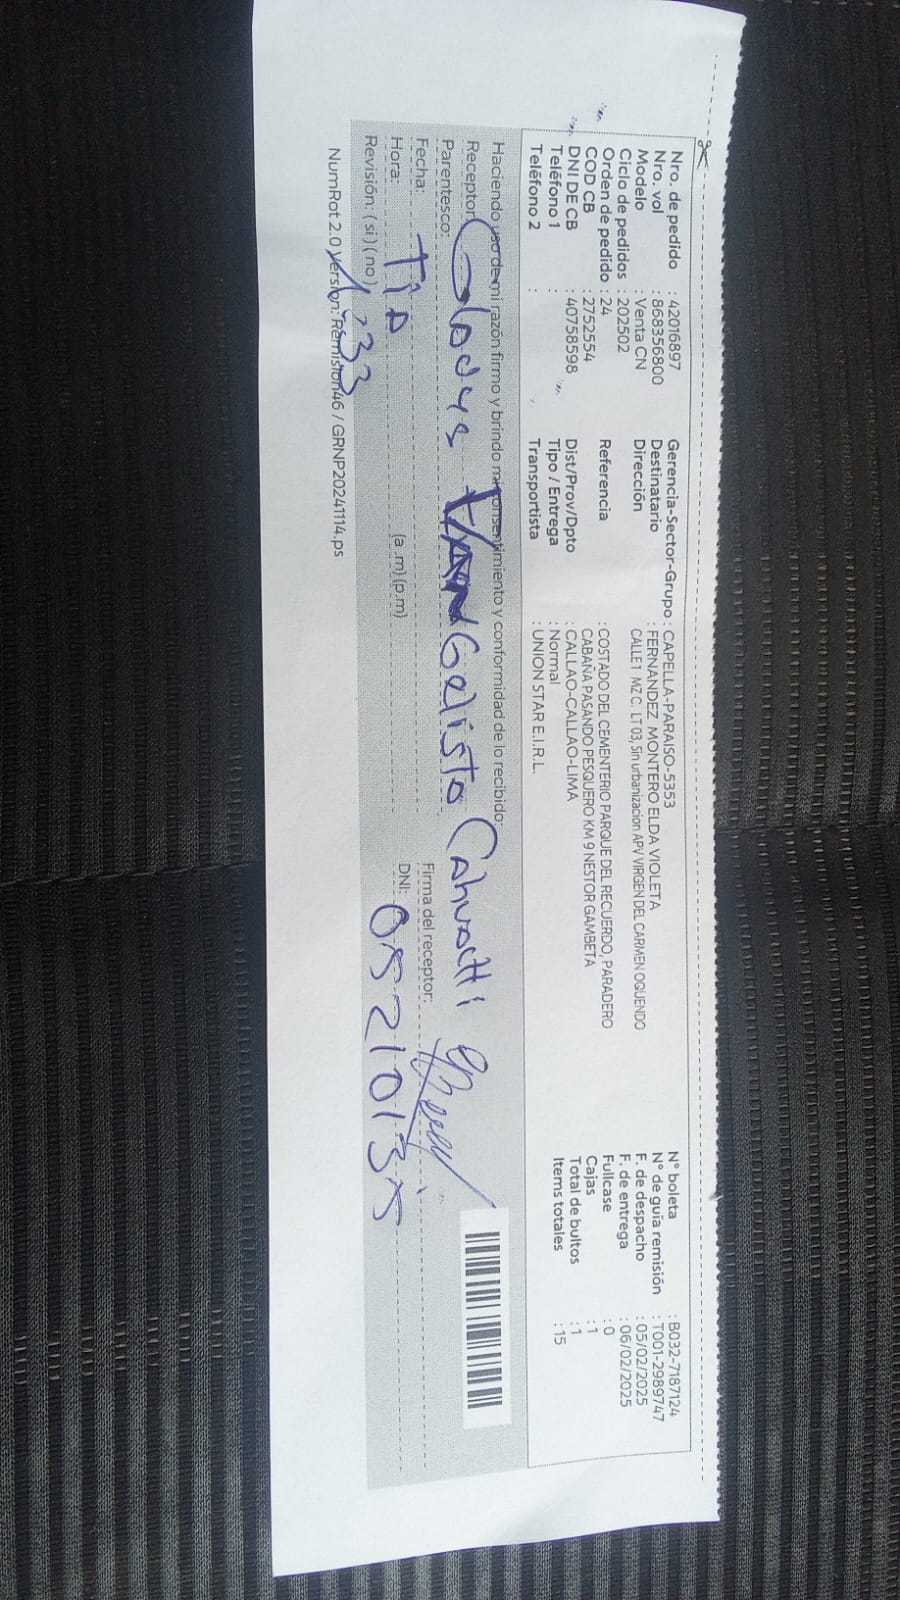 Nro. de pedido : 42016897
Nro. vol : 868356800
Modelo : Venta CN
Ciclo de pedidos : 202502
Orden de pedido : 24
COD CB : 2752554
DNI DE CB : 40758598
Teléfono 1 :
Teléfono 2 :
Gerencia-Sector-Grupo : CAPELLA-PARAISO-5353
Destinatario : FERNANDEZ MONTERO ELDA VIOLETA
Dirección CALLE 1 MZ C. LT 03, Sin urbanizacion APV VIRGEN DEL CARMEN OQUENDO
Referencia : COSTADO DEL CEMENTERIO PARQUE DEL RECUERDO, PARADERO
CABAÑA PASANDO PESQUERO KM 9 NESTOR GAMBETA
Dist/Prov/Dpto : CALLAO-CALLAO-LIMA
Tipo / Entrega : Normal
Transportista : UNION STAR E.I.R.L.
N° boleta : B032-7187124
N° de guía remisión : T001-2989747
F. de despacho : 05/02/2025
F. de entrega : 06/02/2025
Fullcase : 0
Cajas : 1
Total de bultos : 1
Items totales : 15
Haciendo uso de mi razón firmo y brindo mi consentimiento y conformidad de lo recibido:
Receptor:
Parentesco: Gladys
Fecha: Firma del receptor:
Hora: Tia (a.m) (p.m) DNI:
Revisión: (si) (no) 1:33
NumRot 2.0 Version: Remision46 / GRNP20241114.ps